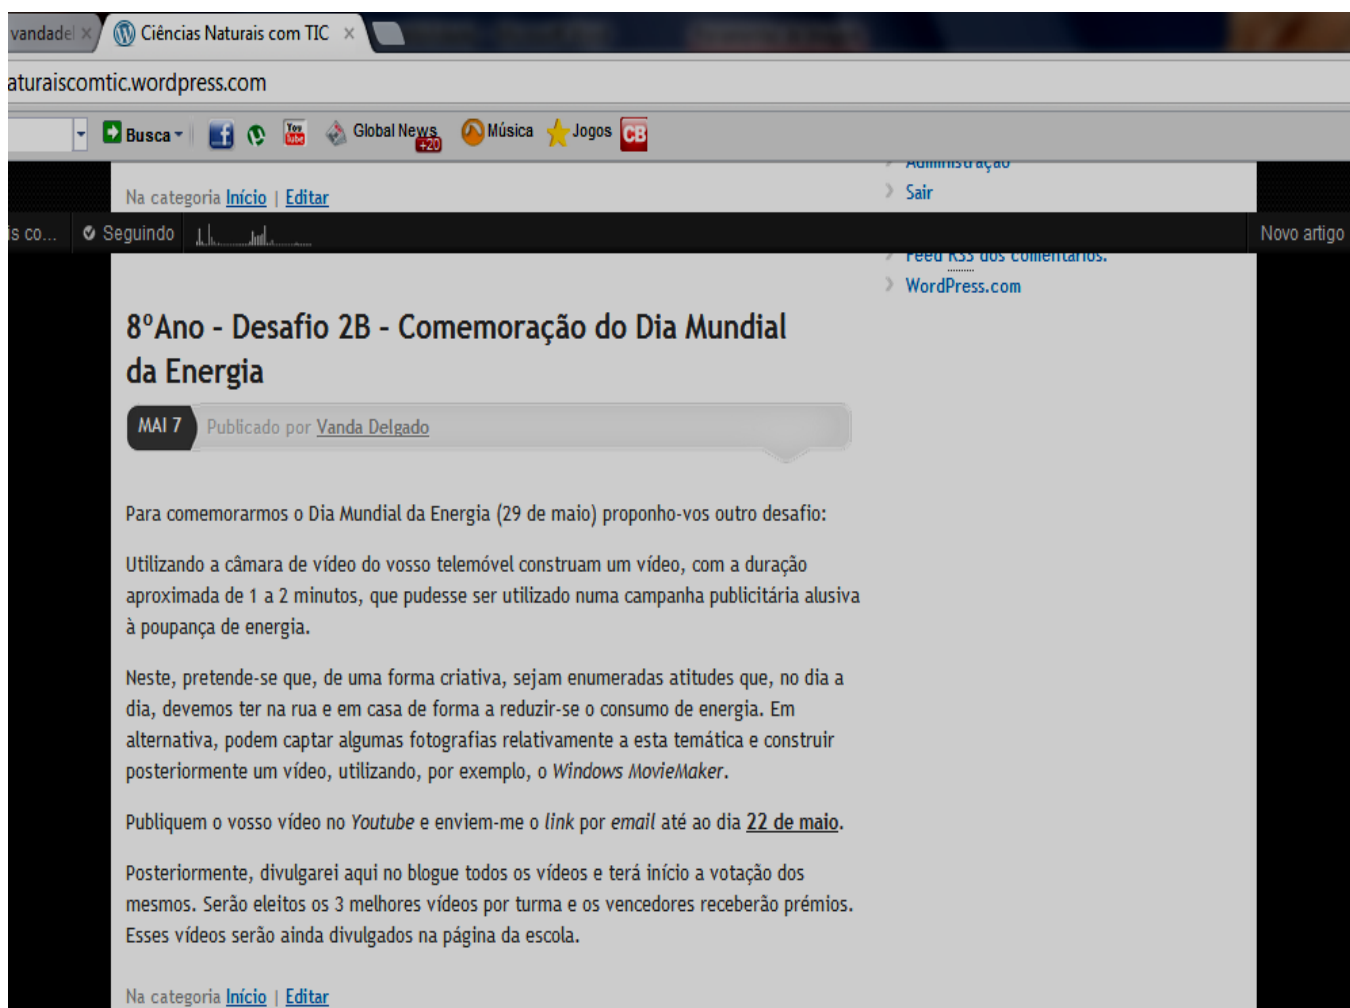 vandadel
Ciências Naturais com TIC
aturaiscomtic.wordpress.com
Busca
You
Tube
Global News
+20
Música
Jogos
CB
Administração
Na categoria Início | Editar
Sair
is co...
Seguindo
Novo artigo
Feed RSS dos comentários.
WordPress.com
8ºAno - Desafio 2B - Comemoração do Dia Mundial
da Energia
MAI 7
Publicado por Vanda Delgado
Para comemorarmos o Dia Mundial da Energia (29 de maio) proponho-vos outro desafio:
Utilizando a câmara de vídeo do vosso telemóvel construam um vídeo, com a duração
aproximada de 1 a 2 minutos, que pudesse ser utilizado numa campanha publicitária alusiva
à poupança de energia.
Neste, pretende-se que, de uma forma criativa, sejam enumeradas atitudes que, no dia a
dia, devemos ter na rua e em casa de forma a reduzir-se o consumo de energia. Em
alternativa, podem captar algumas fotografias relativamente a esta temática e construir
posteriormente um vídeo, utilizando, por exemplo, o Windows MovieMaker.
Publiquem o vosso vídeo no Youtube e enviem-me o link por email até ao dia 22 de maio.
Posteriormente, divulgarei aqui no blogue todos os vídeos e terá início a votação dos
mesmos. Serão eleitos os 3 melhores vídeos por turma e os vencedores receberão prémios.
Esses vídeos serão ainda divulgados na página da escola.
Na categoria Início | Editar